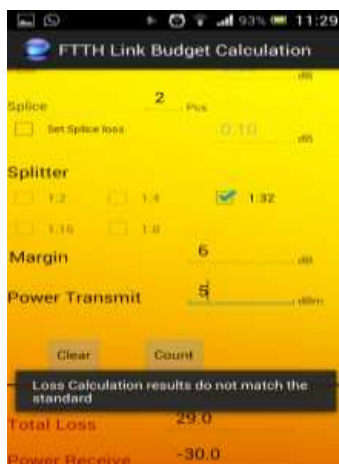 93% 11:29
FTTH Link Budget Calculation
dB
Splice 2 Pcs
Set Splice loss 0.10 dB
Splitter
1:2 1:4 1:32
1:16 1:8
Margin 6 dB
Power Transmit 5 dBm
Clear Count
Loss Calculation results do not match the
standard
Total Loss 29.0
Power Receive -30.0